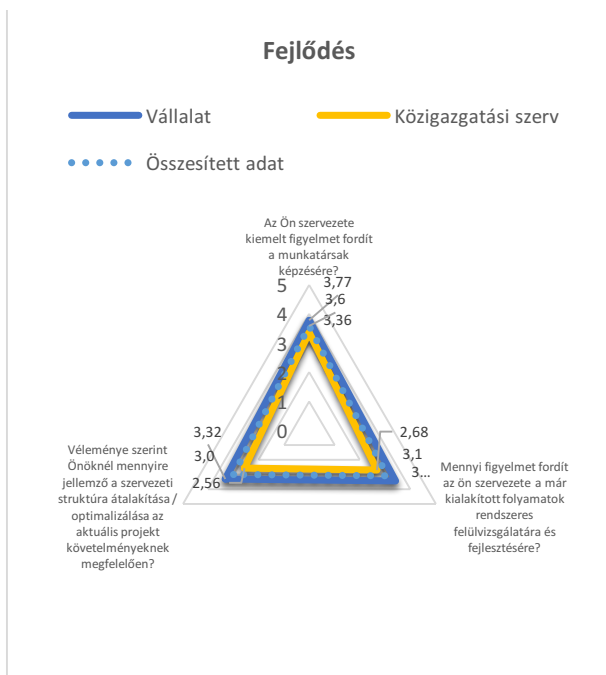 Fejlődés
Vállalat
Közigazgatási szerv
Összesített adat
Az Ön szervezete
kiemelt figyelmet fordít
a munkatársak
képzésére?
5
3,77
4
3,6
3
3,36
2
1
0
3,32
3,0
2,56
2,68
3,1
3...
Véleménye szerint
Önöknél mennyire
jellemző a szervezeti
struktúra átalakítása /
optimalizálása az
aktuális projekt
követelményeknek
megfelelően?
Mennyi figyelmet fordít
az ön szervezete a már
kialakított folyamatok
rendszeres
felülvizsgálatára és
fejlesztésére?